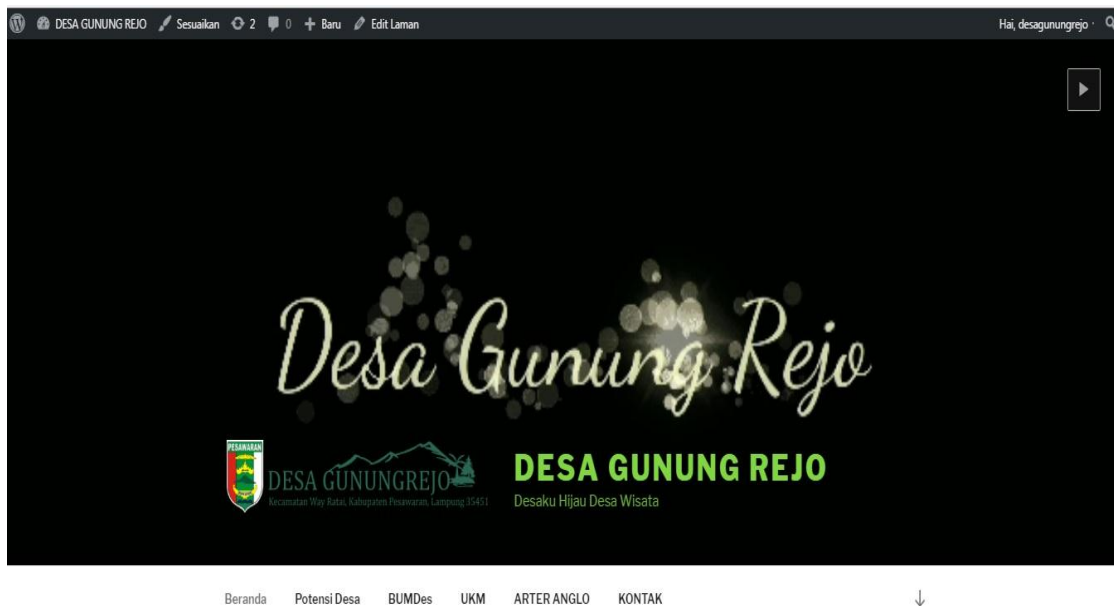 DESA GUNUNG REJO Sesuaikan 2 0 + Baru Edit Laman Hai, desagunungrejo
Desa Gunung Rejo
PESAWARAN
DESA GUNUNGREJO
Kecamatan Way Ratai, Kabupaten Pesawaran, Lampung 35451
DESA GUNUNG REJO
Desaku Hijau Desa Wisata
Beranda Potensi Desa BUMDes UKM ARTER ANGLO KONTAK